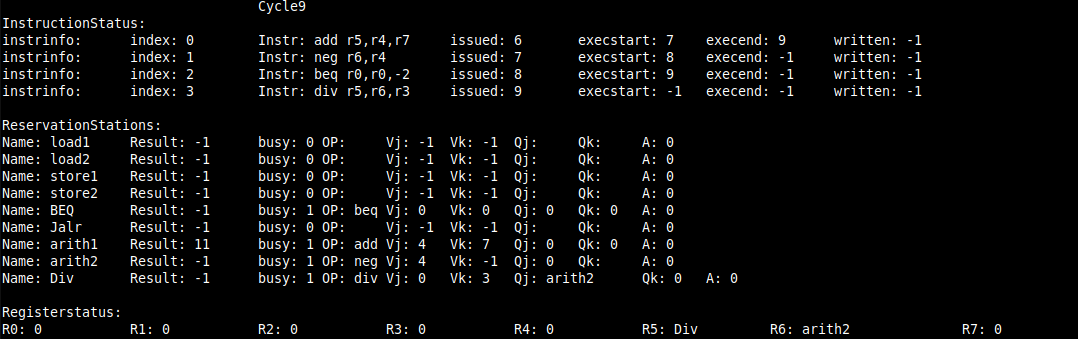 Cycle9
InstructionStatus:
instrinfo: index: 0 Instr: add r5,r4,r7 issued: 6 execstart: 7 execend: 9 written: -1
instrinfo: index: 1 Instr: neg r6,r4 issued: 7 execstart: 8 execend: -1 written: -1
instrinfo: index: 2 Instr: beq r0,r0,-2 issued: 8 execstart: 9 execend: -1 written: -1
instrinfo: index: 3 Instr: div r5,r6,r3 issued: 9 execstart: -1 execend: -1 written: -1
ReservationStations:
Name: load1 Result: -1 busy: 0 OP: Vj: -1 Vk: -1 Qj: Qk: A: 0
Name: load2 Result: -1 busy: 0 OP: Vj: -1 Vk: -1 Qj: Qk: A: 0
Name: store1 Result: -1 busy: 0 OP: Vj: -1 Vk: -1 Qj: Qk: A: 0
Name: store2 Result: -1 busy: 0 OP: Vj: -1 Vk: -1 Qj: Qk: A: 0
Name: BEQ Result: -1 busy: 1 OP: beq Vj: 0 Vk: 0 Qj: 0 Qk: 0 A: 0
Name: Jalr Result: -1 busy: 0 OP: Vj: -1 Vk: -1 Qj: Qk: A: 0
Name: arith1 Result: 11 busy: 1 OP: add Vj: 4 Vk: 7 Qj: 0 Qk: 0 A: 0
Name: arith2 Result: -1 busy: 1 OP: neg Vj: 4 Vk: -1 Qj: 0 Qk: A: 0
Name: Div Result: -1 busy: 1 OP: div Vj: 0 Vk: 3 Qj: arith2 Qk: 0 A: 0
Registerstatus:
R0: 0 R1: 0 R2: 0 R3: 0 R4: 0 R5: Div R6: arith2 R7: 0